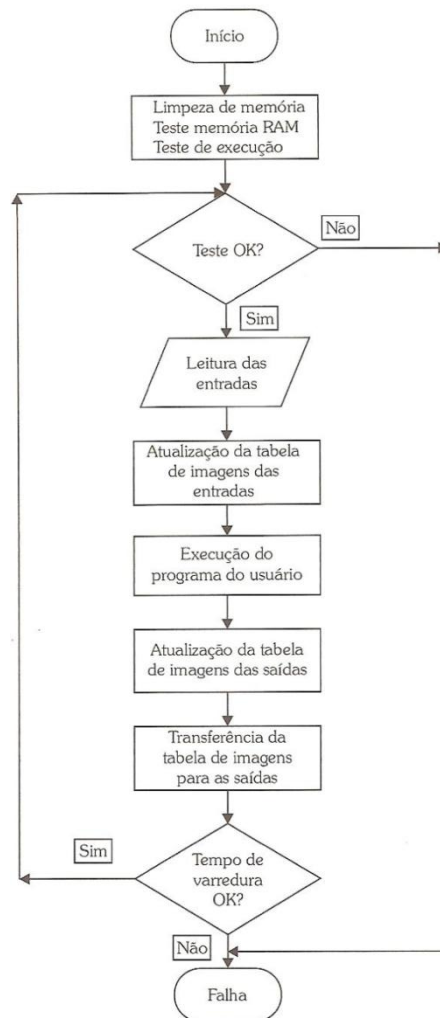 Início
Limpeza de memória
Teste memória RAM
Teste de execução
Não
Teste OK?
Sim
Leitura das
entradas
Atualização da tabela
de imagens das
entradas
Execução do
programa do usuário
Atualização da tabela
de imagens das saídas
Transferência da
tabela de imagens
para as saídas
Sim
Tempo de
varredura
OK?
Não
Falha